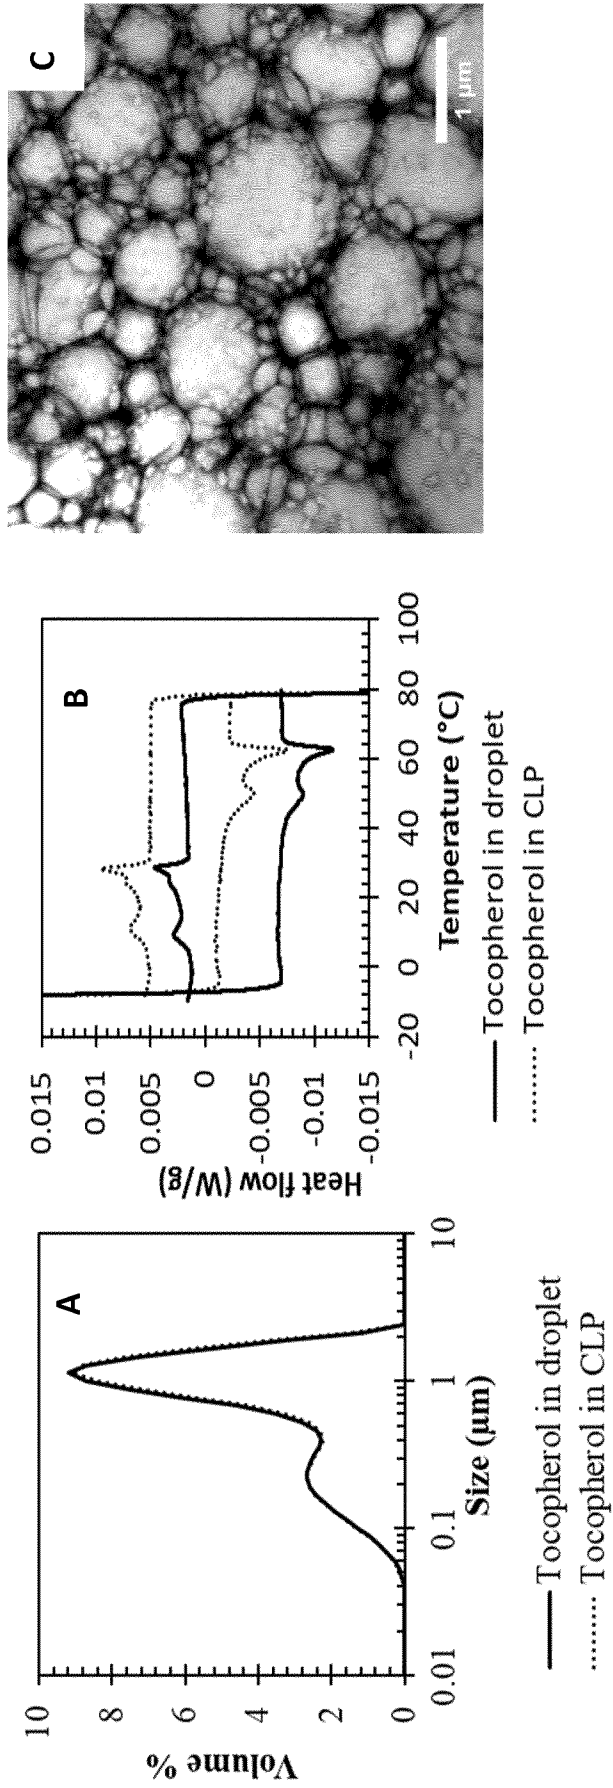 A
10
8
6
4
2
0
0.01
0.1
1
10
Volume %
Size (µm)
Tocopherol in droplet
Tocopherol in CLP
B
0.015
0.01
0.005
0
-0.005
-0.01
-0.015
-20
0
20
40
60
80
100
Heat flow (W/g)
Temperature (°C)
Tocopherol in droplet
Tocopherol in CLP
C
1 µm